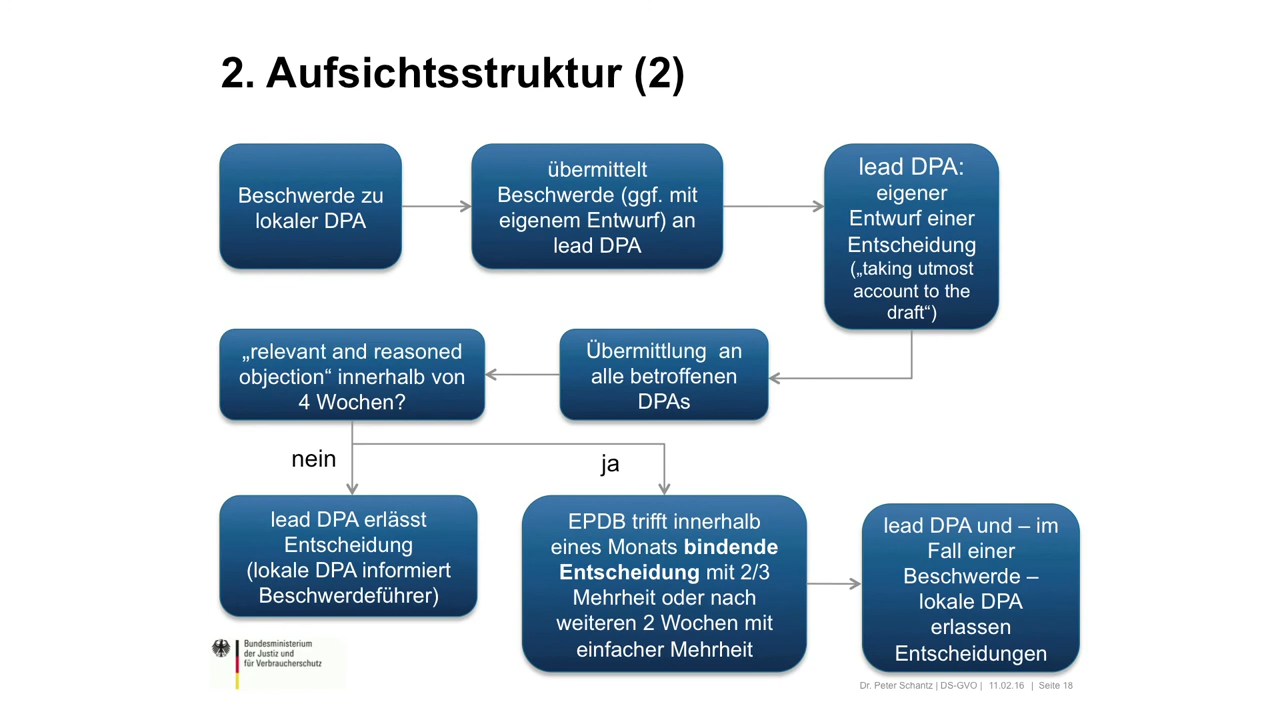 2. Aufsichtsstruktur (2)
Beschwerde zu
lokaler DPA
übermittelt
Beschwerde (ggf. mit
eigenem Entwurf) an
lead DPA
lead DPA:
eigener
Entwurf einer
Entscheidung
(„taking utmost
account to the
draft“)
„relevant and reasoned
objection“ innerhalb von
4 Wochen?
Übermittlung an
alle betroffenen
DPAs
nein
ja
lead DPA erlässt
Entscheidung
(lokale DPA informiert
Beschwerdeführer)
EPDB trifft innerhalb
eines Monats bindende
Entscheidung mit 2/3
Mehrheit oder nach
weiteren 2 Wochen mit
einfacher Mehrheit
lead DPA und – im
Fall einer
Beschwerde –
lokale DPA
erlassen
Entscheidungen
Bundesministerium
der Justiz und
für Verbraucherschutz
Dr. Peter Schantz | DS-GVO | 11.02.16 | Seite 18